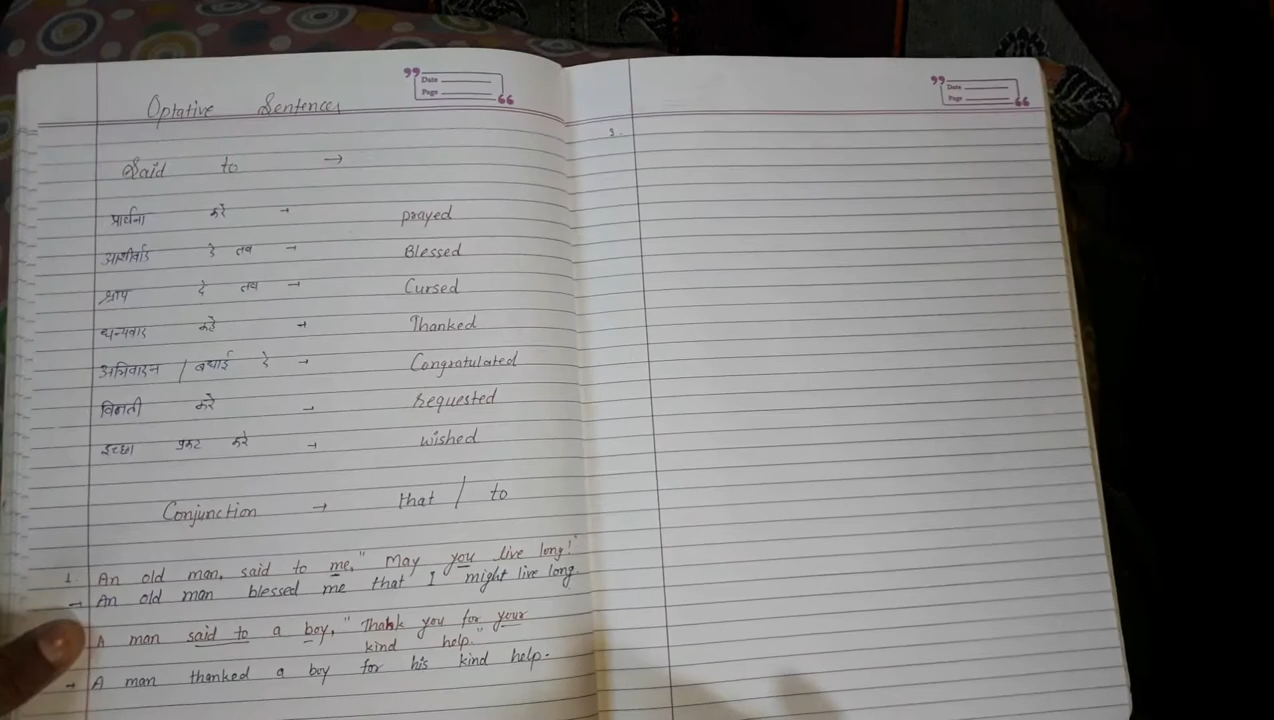 Optative Sentences
Date
Page
Said to →
प्रार्थना करे → prayed
आशीर्वाद दे तब → Blessed
श्राप दे तब → Cursed
धन्यवाद कहे → Thanked
अभिवादन / बधाई दे → Congratulated
विनती करे → requested
इच्छा प्रकट करे → wished
Conjunction → that / to
1. An old man, said to me, " May you live long!"
→ An old man blessed me that I might live long.
A man said to a boy, "Thank you for your
kind help."
→ A man thanked a boy for his kind help.
Date
Page